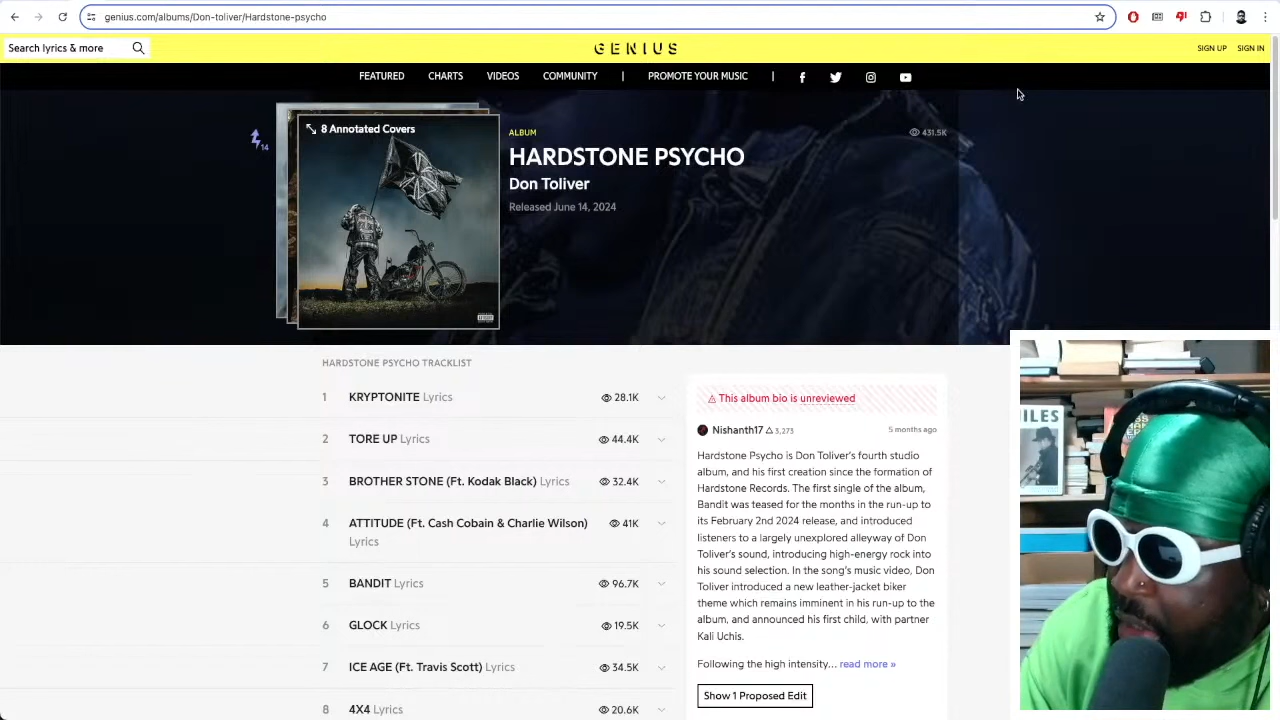 genius.com/albums/Don-toliver/Hardstone-psycho
Search lyrics & more
GENIUS
SIGN UP
SIGN IN
FEATURED
CHARTS
VIDEOS
COMMUNITY
|
PROMOTE YOUR MUSIC
|
8 Annotated Covers
14
ALBUM
431.5K
HARDSTONE PSYCHO
Don Toliver
Released June 14, 2024
HARDSTONE PSYCHO TRACKLIST
1 KRYPTONITE Lyrics 28.1K
2 TORE UP Lyrics 44.4K
3 BROTHER STONE (Ft. Kodak Black) Lyrics 32.4K
4 ATTITUDE (Ft. Cash Cobain & Charlie Wilson) 41K
Lyrics
5 BANDIT Lyrics 96.7K
6 GLOCK Lyrics 19.5K
7 ICE AGE (Ft. Travis Scott) Lyrics 34.5K
8 4X4 Lyrics 20.6K
This album bio is unreviewed
Nishanth17 3,273 5 months ago
Hardstone Psycho is Don Toliver's fourth studio
album, and his first creation since the formation of
Hardstone Records. The first single of the album,
Bandit was teased for the months in the run-up to
its February 2nd 2024 release, and introduced
listeners to a largely unexplored alleyway of Don
Toliver's sound, introducing high-energy rock into
his sound selection. In the song's music video, Don
Toliver introduced a new leather-jacket biker
theme which remains imminent in his run-up to the
album, and announced his first child, with partner
Kali Uchis.
Following the high intensity... read more »
Show 1 Proposed Edit
MILES